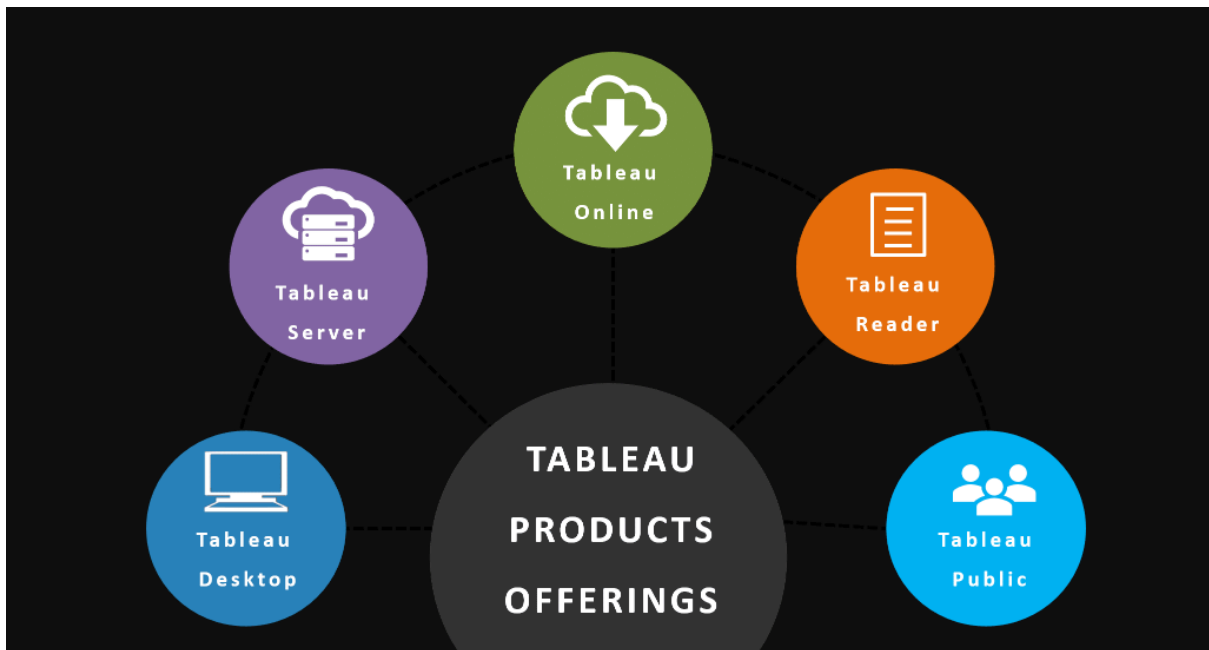 Tableau
Online
Tableau
Server
Tableau
Reader
Tableau
Desktop
TABLEAU
PRODUCTS
OFFERINGS
Tableau
Public